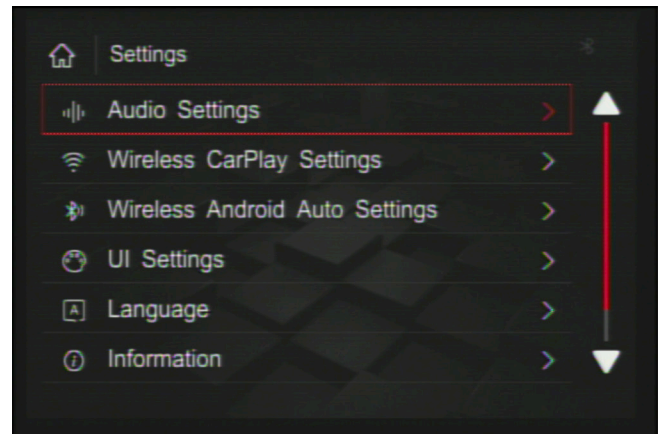 Settings
Audio Settings
Wireless CarPlay Settings
Wireless Android Auto Settings
UI Settings
A Language
Information